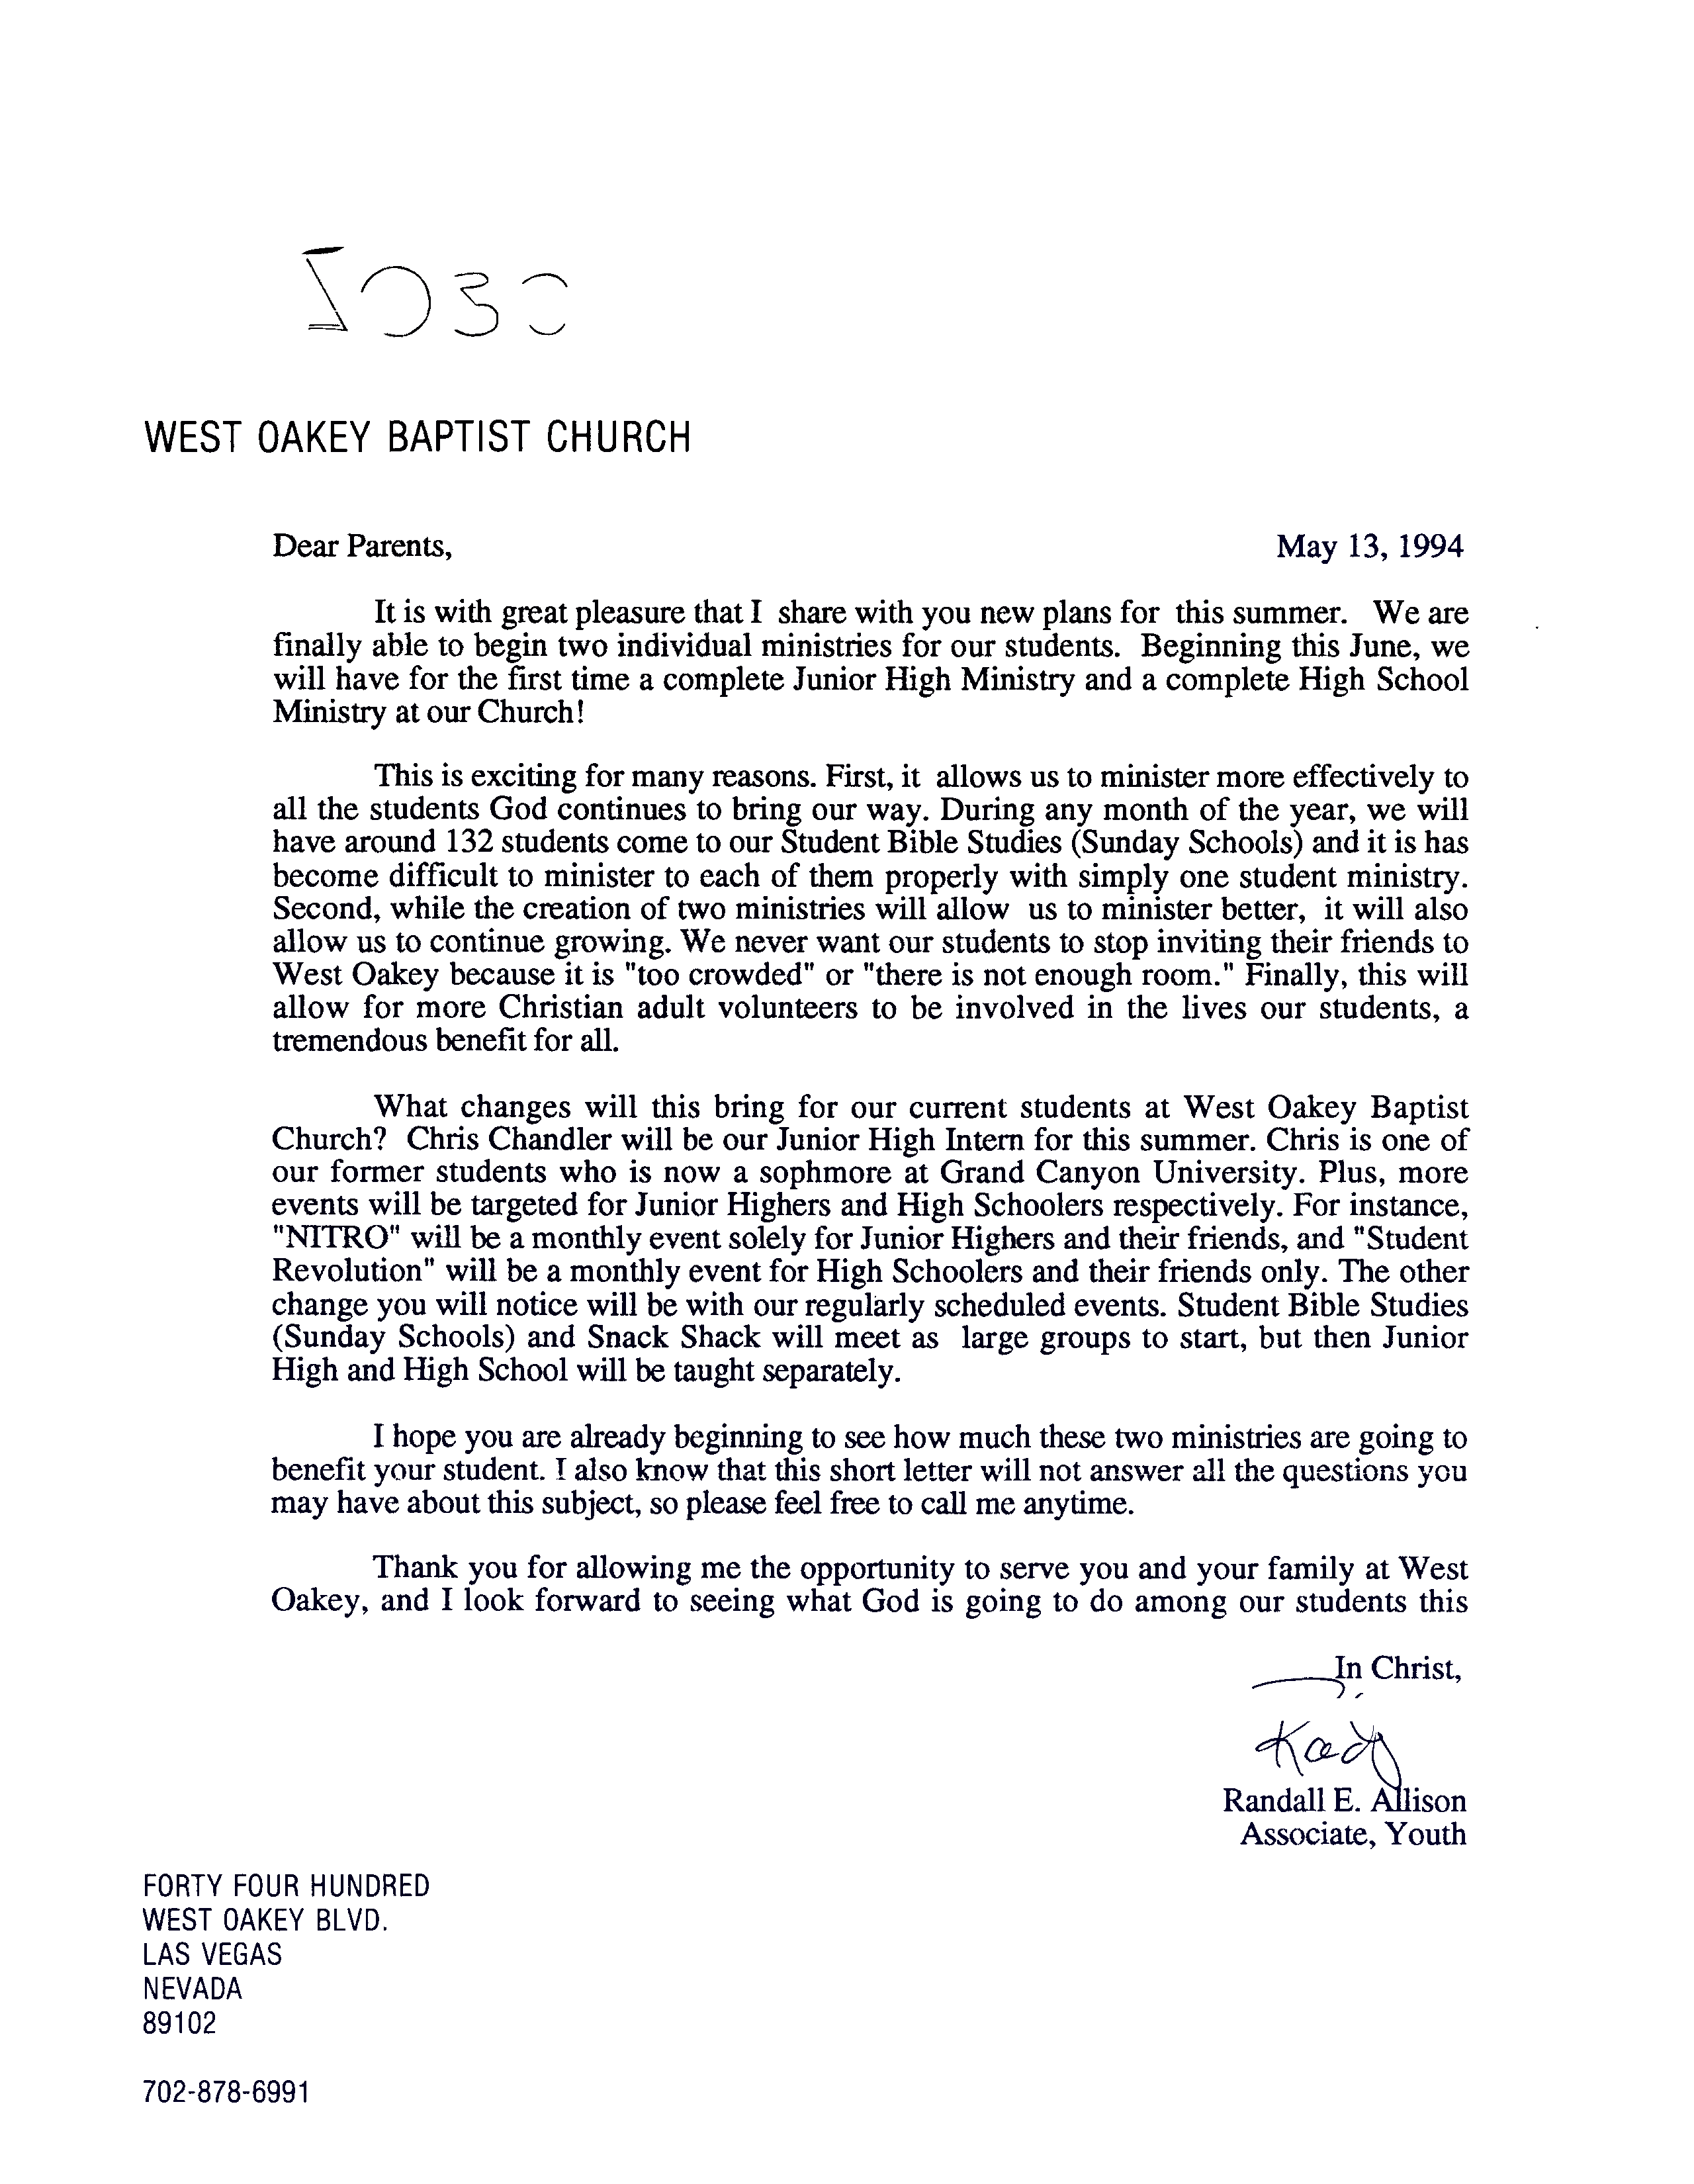 WEST OAKEY BAPTIST CHURCH
Dear Parents, May 13, 1994
It is with great pleasure that I share with you new plans for this summer. We are
finally able to begin two individual ministries for our students. Beginning this June, we
will have for the first time a complete Junior High Ministry and a complete High School
Ministry at our Church!
This is exciting for many reasons. First, it allows us to minister more effectively to
all the students God continues to bring our way. During any month of the year, we will
have around 132 students come to our Student Bible Studies (Sunday Schools) and it is has
become difficult to minister to each of them properly with simply one student ministry.
Second, while the creation of two ministries will allow us to minister better, it will also
allow us to continue growing. We never want our students to stop inviting their friends to
West Oakey because it is "too crowded" or "there is not enough room." Finally, this will
allow for more Christian adult volunteers to be involved in the lives our students, a
tremendous benefit for all.
What changes will this bring for our current students at West Oakey Baptist
Church? Chris Chandler will be our Junior High Intern for this summer. Chris is one of
our former students who is now a sophmore at Grand Canyon University. Plus, more
events will be targeted for Junior Highers and High Schoolers respectively. For instance,
"NITRO" will be a monthly event solely for Junior Highers and their friends, and "Student
Revolution" will be a monthly event for High Schoolers and their friends only. The other
change you will notice will be with our regularly scheduled events. Student Bible Studies
(Sunday Schools) and Snack Shack will meet as large groups to start, but then Junior
High and High School will be taught separately.
I hope you are already beginning to see how much these two ministries are going to
benefit your student. I also know that this short letter will not answer all the questions you
may have about this subject, so please feel free to call me anytime.
Thank you for allowing me the opportunity to serve you and your family at West
Oakey, and I look forward to seeing what God is going to do among our students this
In Christ,
Randall E. Allison
Associate, Youth
FORTY FOUR HUNDRED
WEST OAKEY BLVD.
LAS VEGAS
NEVADA
89102
702-878-6991